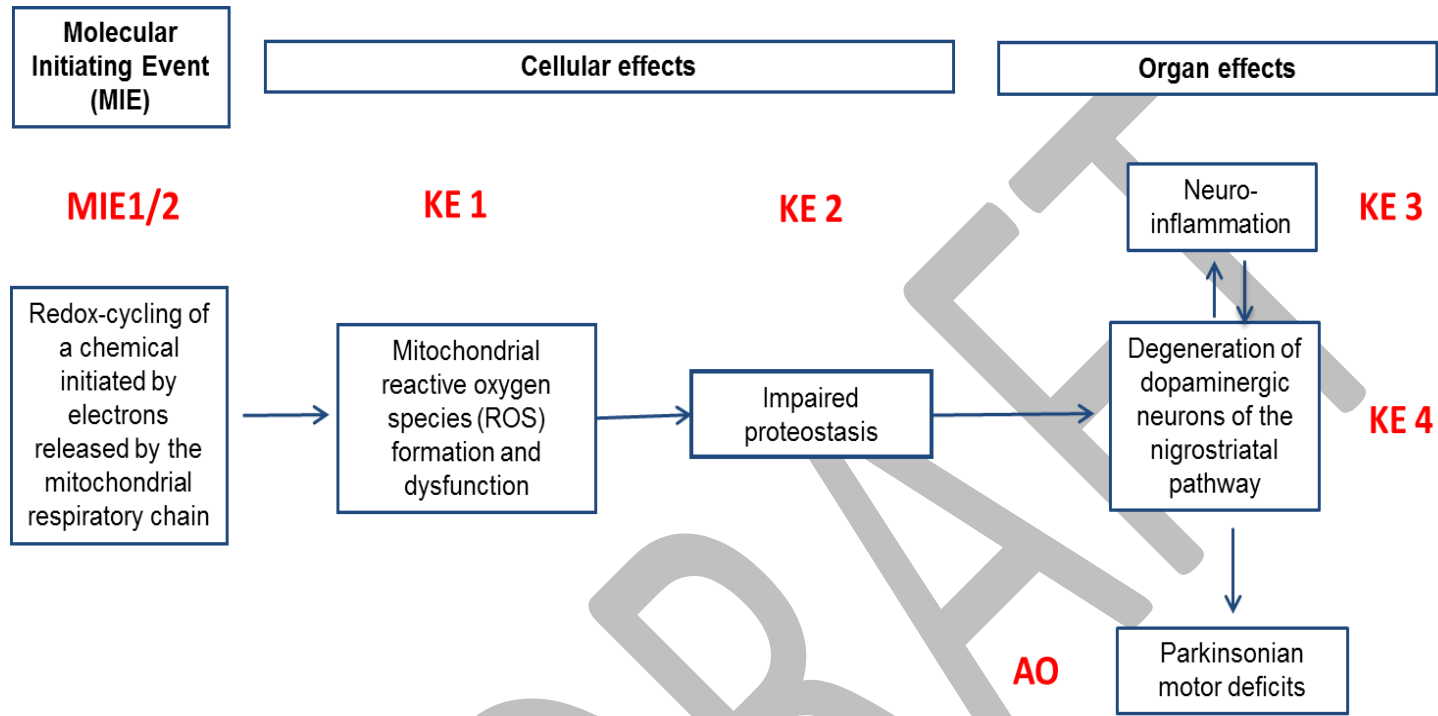 Molecular
Initiating Event
(MIE)
Cellular effects
Organ effects
MIE1/2
KE 1
KE 2
Neuro-
inflammation
KE 3
Redox-cycling of
a chemical
initiated by
electrons
released by the
mitochondrial
respiratory chain
Mitochondrial
reactive oxygen
species (ROS)
formation and
dysfunction
Impaired
proteostasis
Degeneration of
dopaminergic
neurons of the
nigrostriatal
pathway
KE 4
AO
Parkinsonian
motor deficits
DRAFT